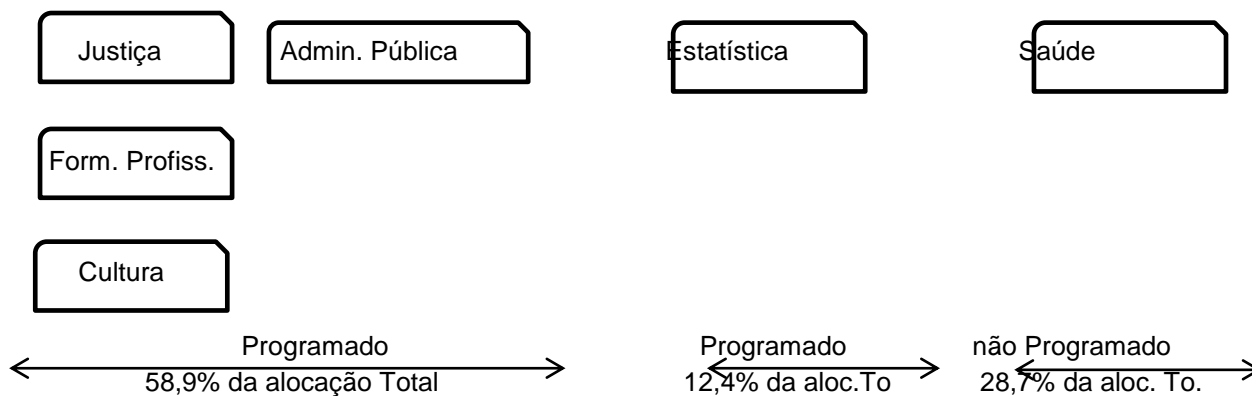 Justiça
Admin. Pública
Estatística
Saúde
Form. Profiss.
Cultura
Programado
58,9% da alocação Total
Programado
12,4% da aloc.To
não Programado
28,7% da aloc. To.